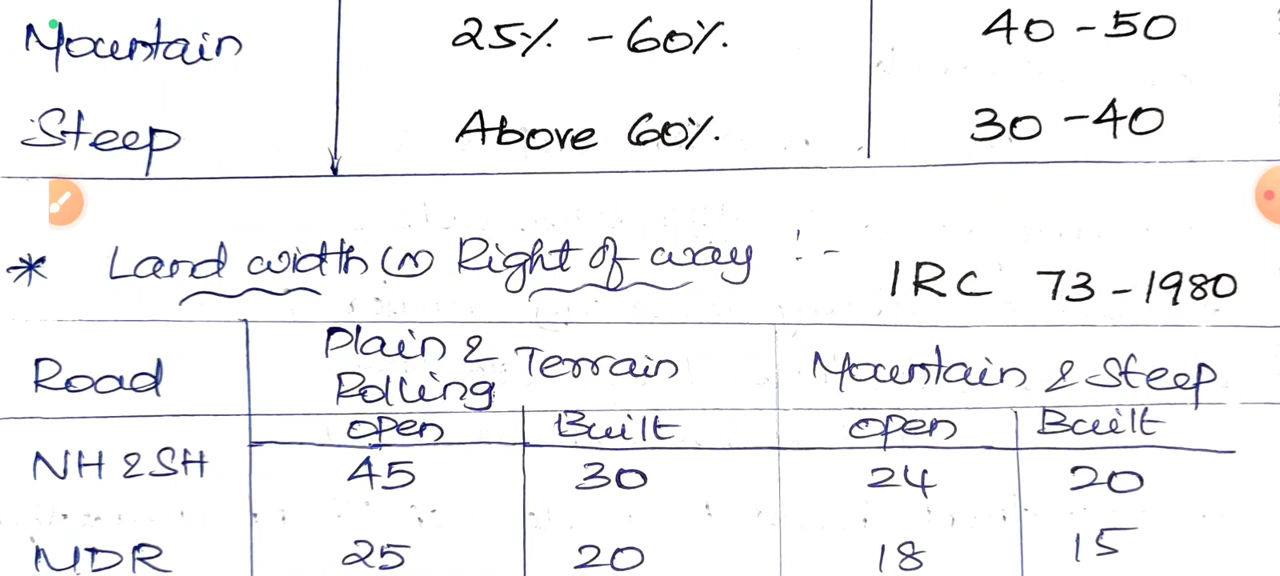 Mountain 25% - 60% 40 - 50
Steep Above 60% 30 - 40
* Land width (or) Right of way :-
IRC 73 - 1980
Road Plain & Rolling Terrain Mountain & Steep
Open Built Open Built
NH & SH 45 30 24 20
MDR 25 20 18 15